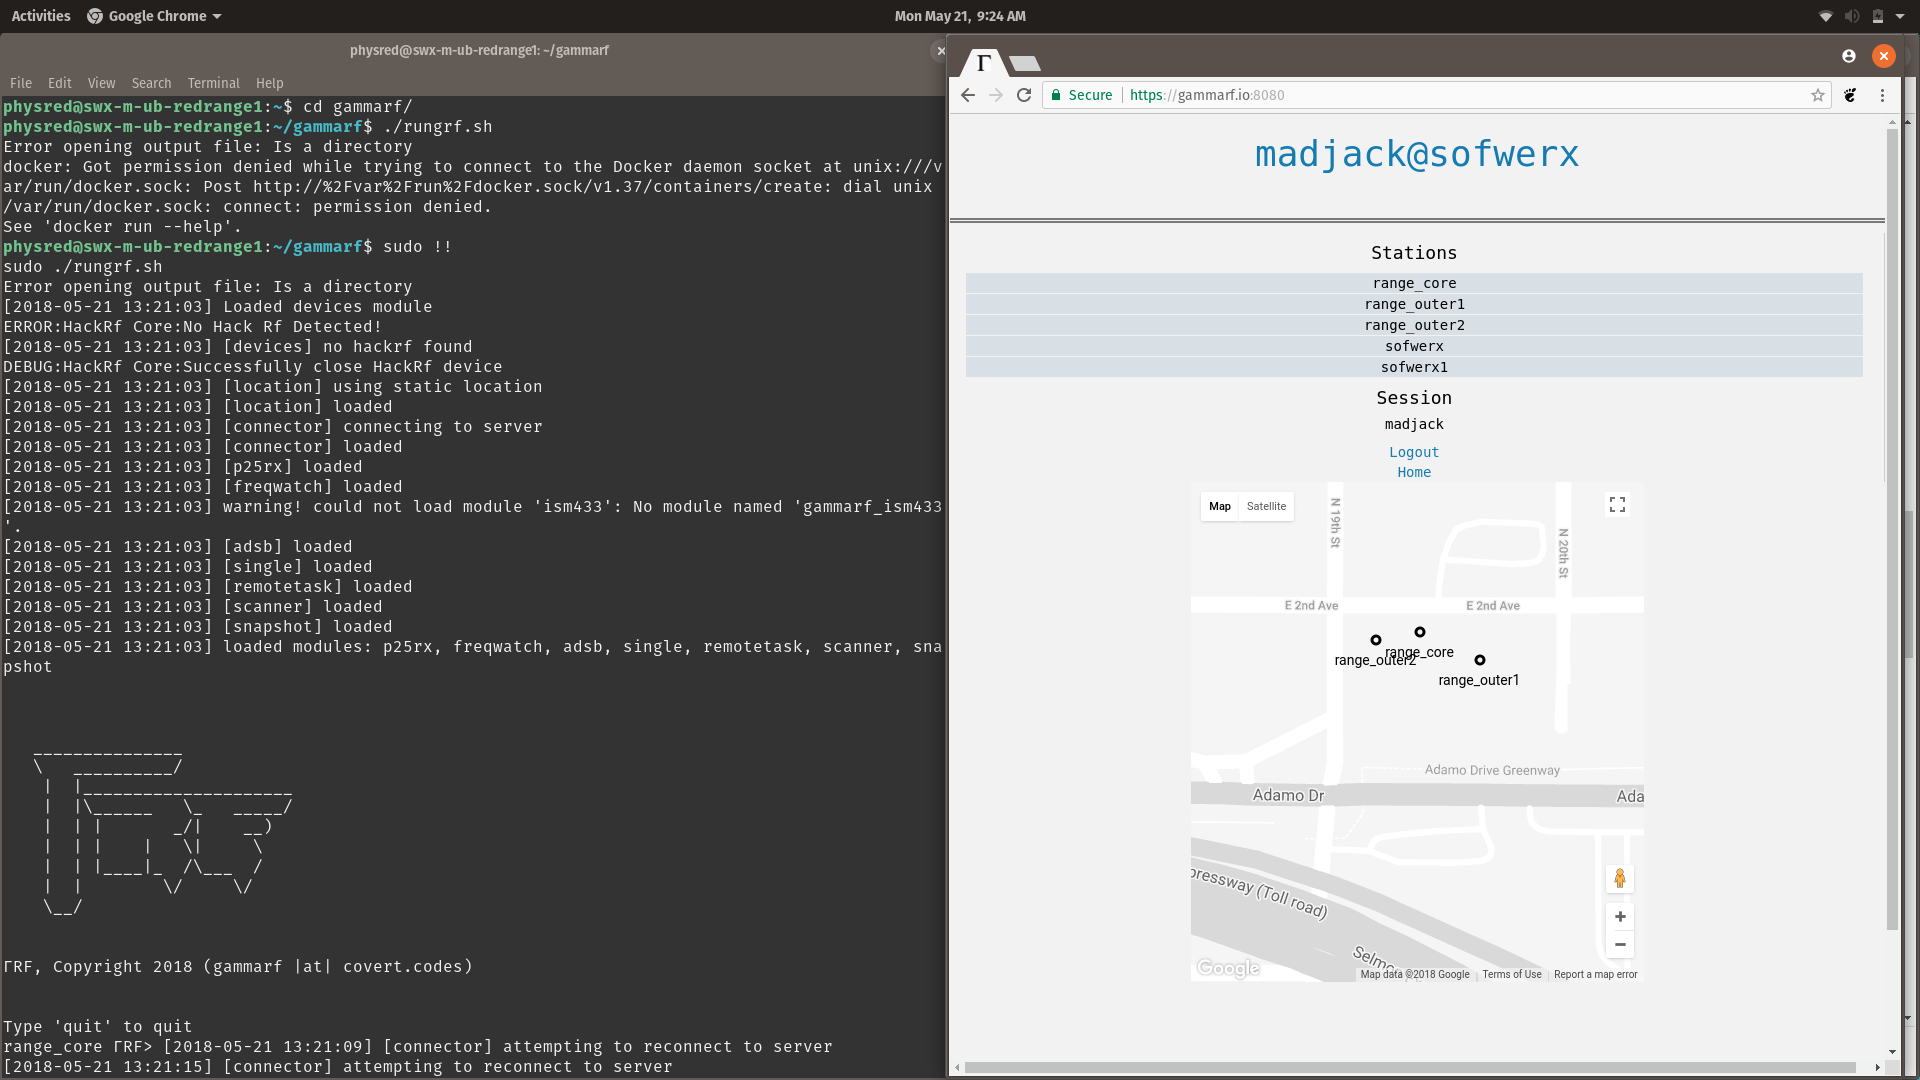 Activities Google Chrome Mon May 21, 9:24 AM
physred@swx-m-ub-redrange1: ~/gammarf
File Edit View Search Terminal Help
physred@swx-m-ub-redrange1:~$ cd gammarf/
physred@swx-m-ub-redrange1:~/gammarf$ ./rungrf.sh
Error opening output file: Is a directory
docker: Got permission denied while trying to connect to the Docker daemon socket at unix:///v
ar/run/docker.sock: Post http://%2Fvar%2Frun%2Fdocker.sock/v1.37/containers/create: dial unix
/var/run/docker.sock: connect: permission denied.
See 'docker run --help'.
physred@swx-m-ub-redrange1:~/gammarf$ sudo !!
sudo ./rungrf.sh
Error opening output file: Is a directory
[2018-05-21 13:21:03] Loaded devices module
ERROR:HackRf Core:No Hack Rf Detected!
[2018-05-21 13:21:03] [devices] no hackrf found
DEBUG:HackRf Core:Successfully close HackRf device
[2018-05-21 13:21:03] [location] using static location
[2018-05-21 13:21:03] [location] loaded
[2018-05-21 13:21:03] [connector] connecting to server
[2018-05-21 13:21:03] [connector] loaded
[2018-05-21 13:21:03] [p25rx] loaded
[2018-05-21 13:21:03] [freqwatch] loaded
[2018-05-21 13:21:03] warning! could not load module 'ism433': No module named 'gammarf_ism433
'.
[2018-05-21 13:21:03] [adsb] loaded
[2018-05-21 13:21:03] [single] loaded
[2018-05-21 13:21:03] [remotetask] loaded
[2018-05-21 13:21:03] [scanner] loaded
[2018-05-21 13:21:03] [snapshot] loaded
[2018-05-21 13:21:03] loaded modules: p25rx, freqwatch, adsb, single, remotetask, scanner, sna
pshot
ΓRF, Copyright 2018 (gammarf |at| covert.codes)
Type 'quit' to quit
range_core ΓRF> [2018-05-21 13:21:09] [connector] attempting to reconnect to server
[2018-05-21 13:21:15] [connector] attempting to reconnect to server
Γ
Secure https://gammarf.io:8080
madjack@sofwerx
Stations
range_core
range_outer1
range_outer2
sofwerx
sofwerx1
Session
madjack
Logout
Home
Map Satellite
N 19th St
N 20th St
E 2nd Ave E 2nd Ave
range_core
range_outer2
range_outer1
Adamo Drive Greenway
Adamo Dr Ada
pressway (Toll road)
Selmo
Google
Map data ©2018 Google Terms of Use Report a map error